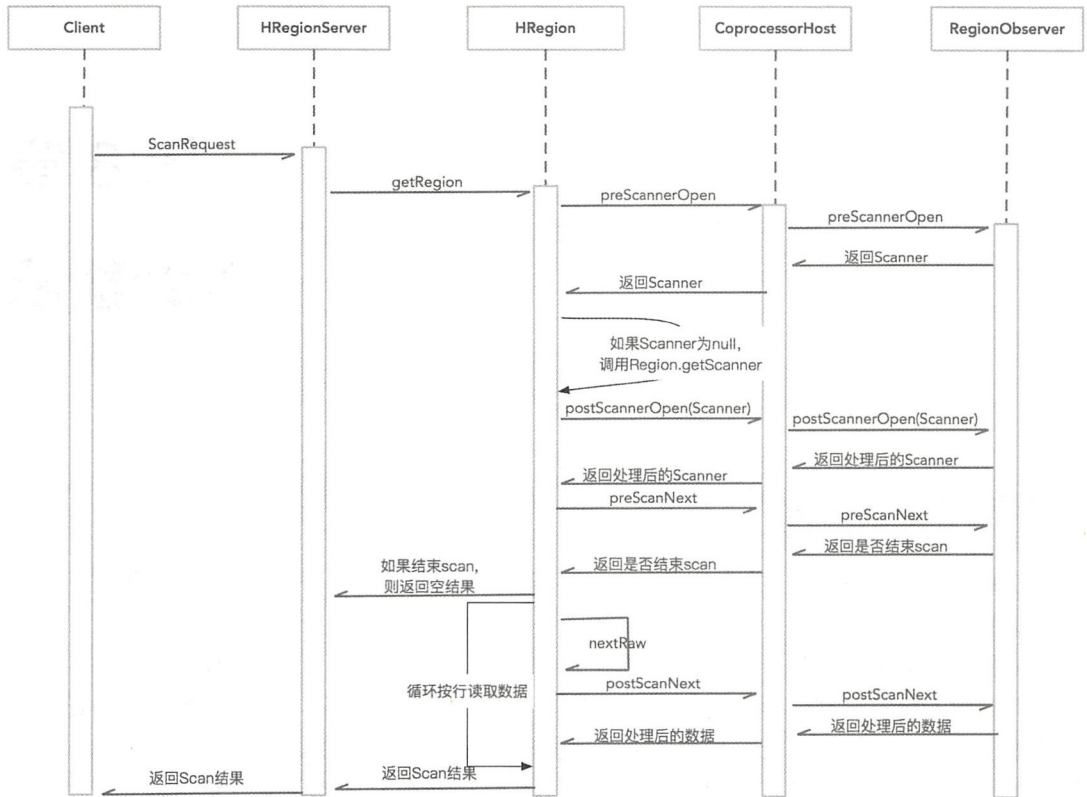 Client
HRegionServer
HRegion
CoprocessorHost
RegionObserver
ScanRequest
getRegion
preScannerOpen
preScannerOpen
返回Scanner
返回Scanner
如果Scanner为null，
调用Region.getScanner
postScannerOpen(Scanner)
postScannerOpen(Scanner)
返回处理后的Scanner
返回处理后的Scanner
preScanNext
preScanNext
返回是否结束scan
返回是否结束scan
如果结束scan，
则返回空结果
nextRaw
循环按行读取数据
postScanNext
postScanNext
返回处理后的数据
返回处理后的数据
返回Scan结果
返回Scan结果